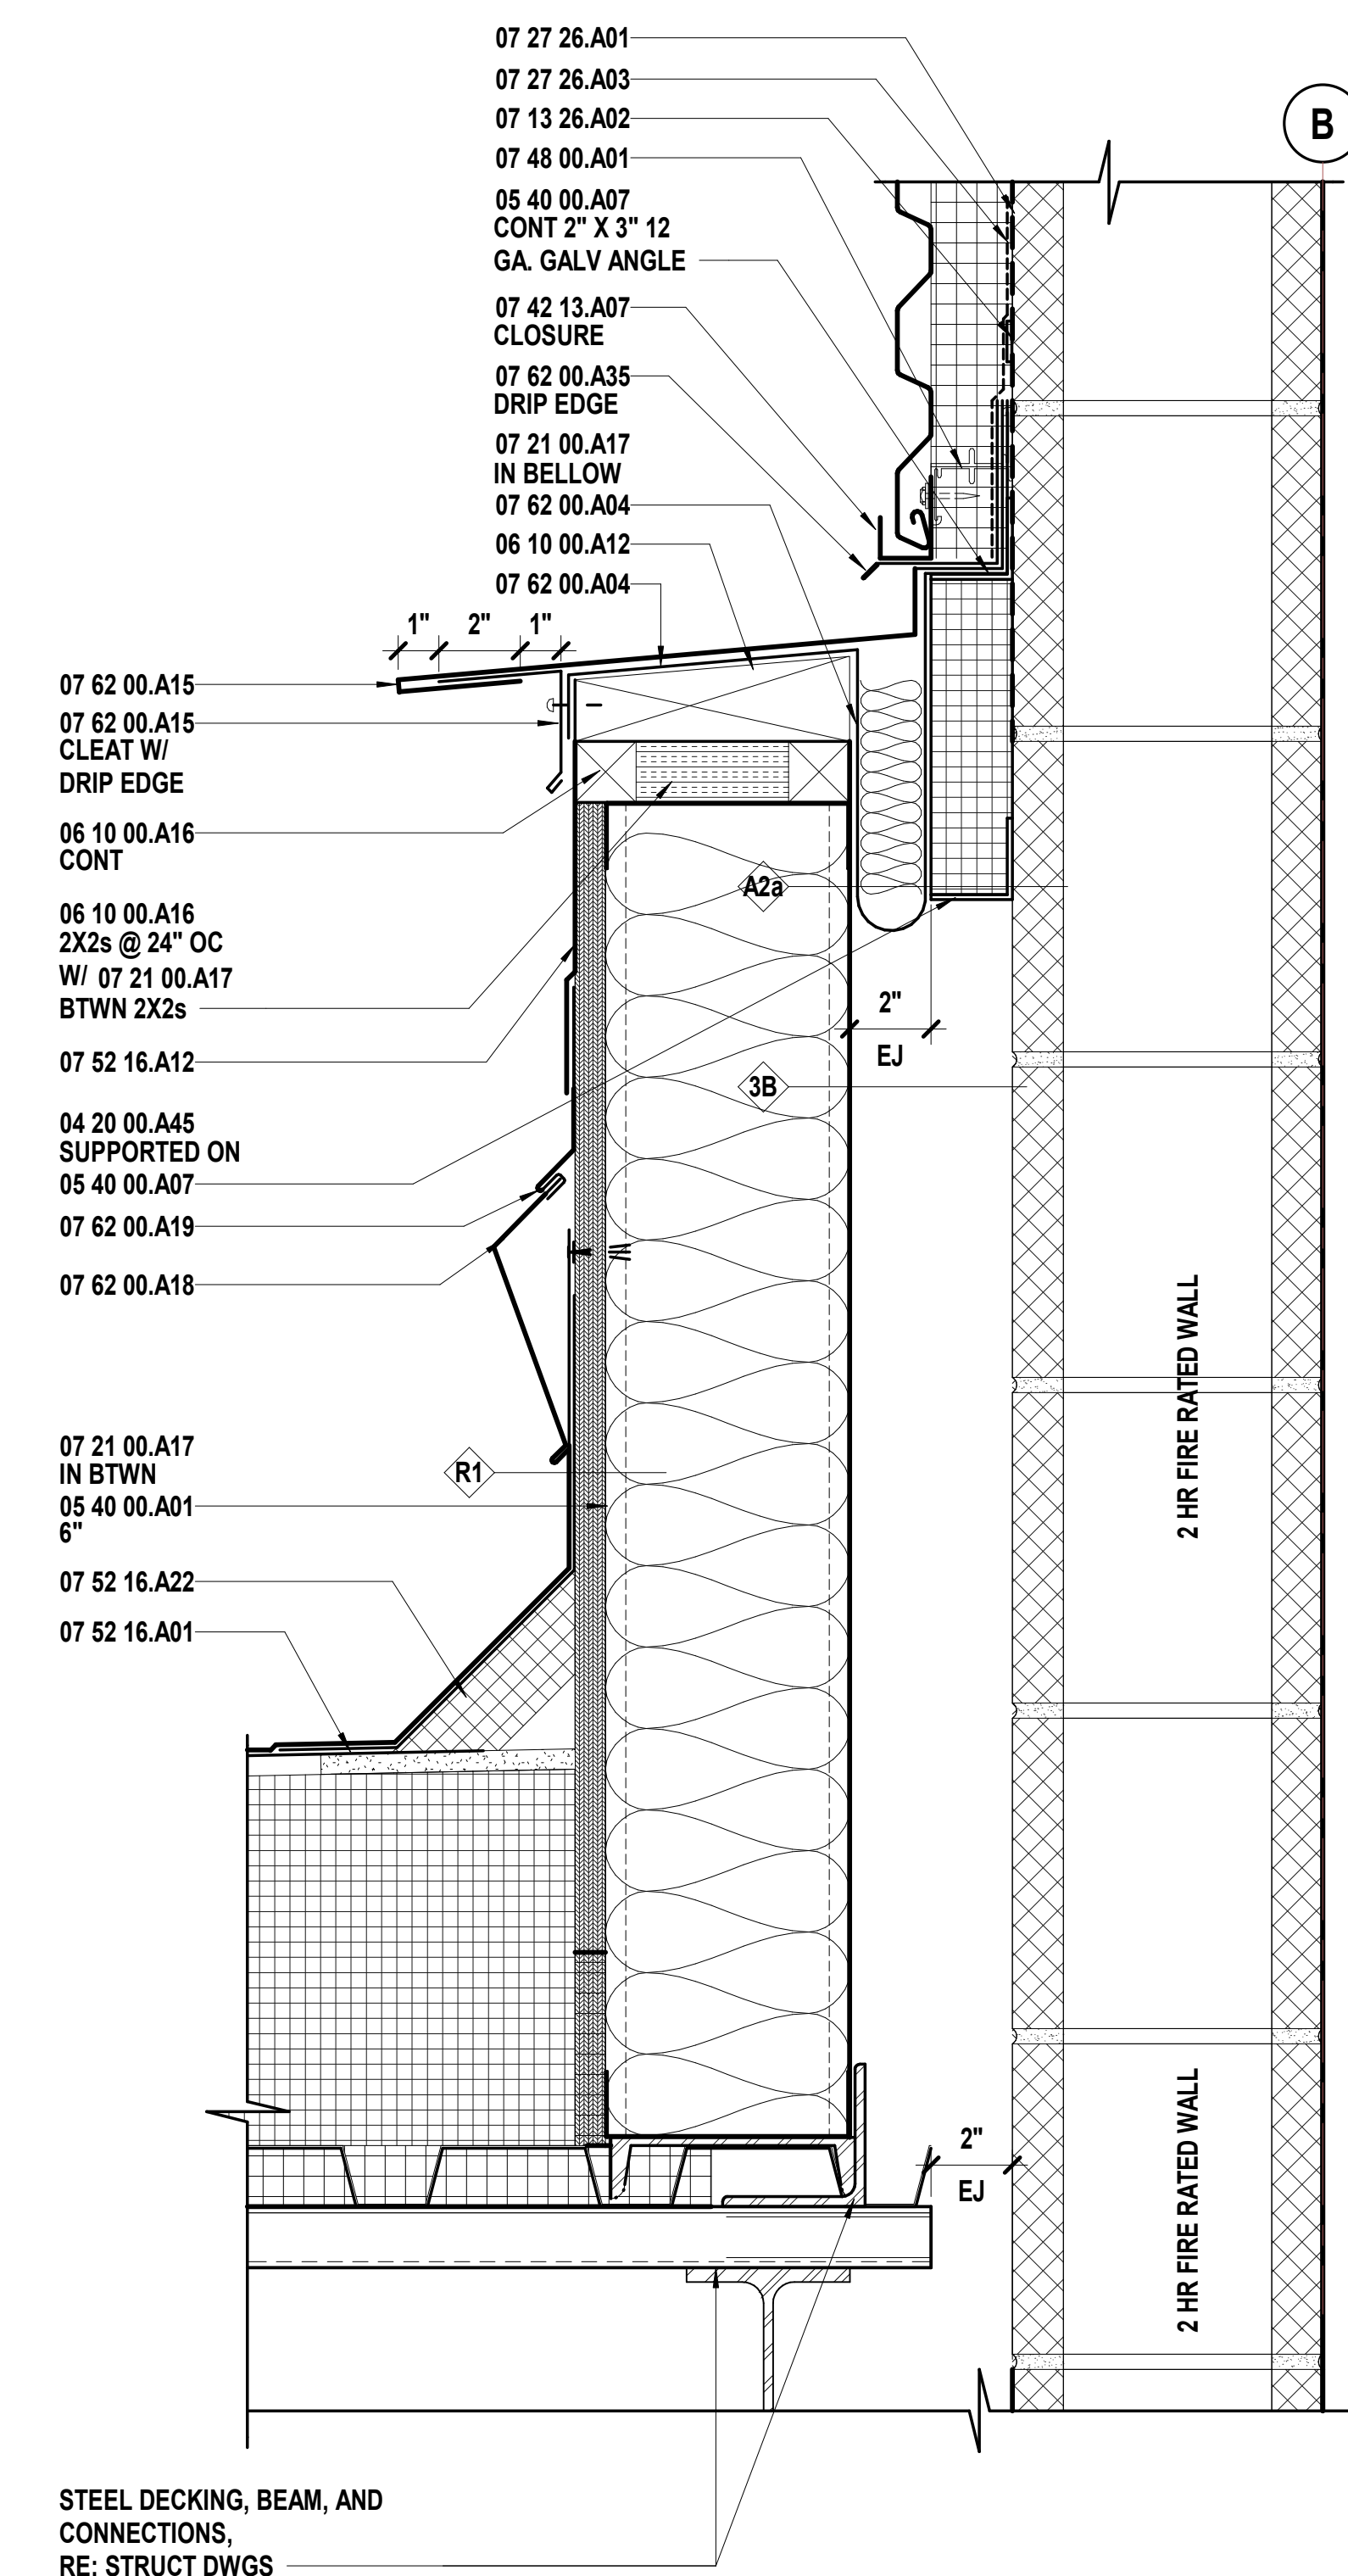 07 27 26.A01
07 27 26.A03
07 13 26.A02
07 48 00.A01
05 40 00.A07
CONT 2" X 3" 12
GA. GALV ANGLE
07 42 13.A07
CLOSURE
07 62 00.A35
DRIP EDGE
07 21 00.A17
IN BELLOW
07 62 00.A04
06 10 00.A12
07 62 00.A04
B
1" 2" 1"
07 62 00.A15
07 62 00.A15
CLEAT W/
DRIP EDGE
06 10 00.A16
CONT
06 10 00.A16
2X2s @ 24" OC
W/ 07 21 00.A17
BTWN 2X2s
07 52 16.A12
04 20 00.A45
SUPPORTED ON
05 40 00.A07
07 62 00.A19
07 62 00.A18
07 21 00.A17
IN BTWN
05 40 00.A01
6"
07 52 16.A22
07 52 16.A01
A2a
2"
EJ
3B
R1
2 HR FIRE RATED WALL
2 HR FIRE RATED WALL
2"
EJ
STEEL DECKING, BEAM, AND
CONNECTIONS,
RE: STRUCT DWGS